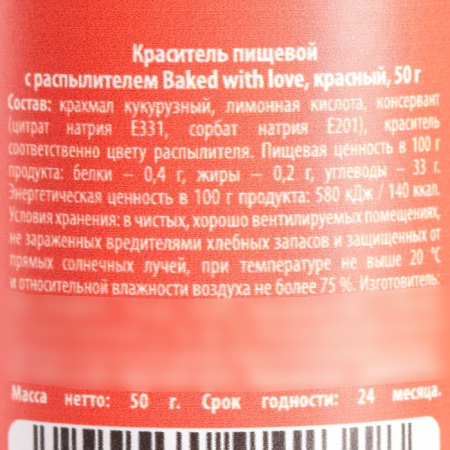 Краситель пищевой
с распылителем Baked with love, красный, 50 г
Состав: крахмал кукурузный, лимонная кислота, консервант
(цитрат натрия Е331, сорбат натрия Е201), краситель
соответственно цвету распылителя. Пищевая ценность в 100 г
продукта: белки – 0,4 г, жиры – 0,2 г, углеводы – 33 г.
Энергетическая ценность в 100 г продукта: 580 кДж / 140 ккал.
Условия хранения: в чистых, хорошо вентилируемых помещениях,
не зараженных вредителями хлебных запасов и защищенных от
прямых солнечных лучей, при температуре не выше 20 °С
и относительной влажности воздуха не более 75 %. Изготовитель:
Масса нетто: 50 г. Срок годности: 24 месяца.